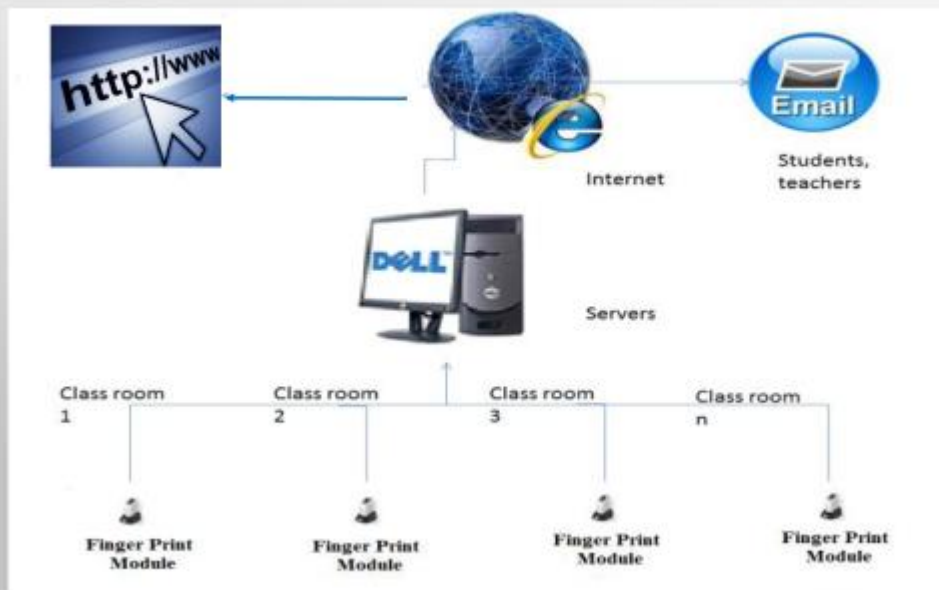 http://www
Email
Internet
Students,
teachers
DELL
Servers
Class room
1
Class room
2
Class room
3
Class room
n
Finger Print
Module
Finger Print
Module
Finger Print
Module
Finger Print
Module